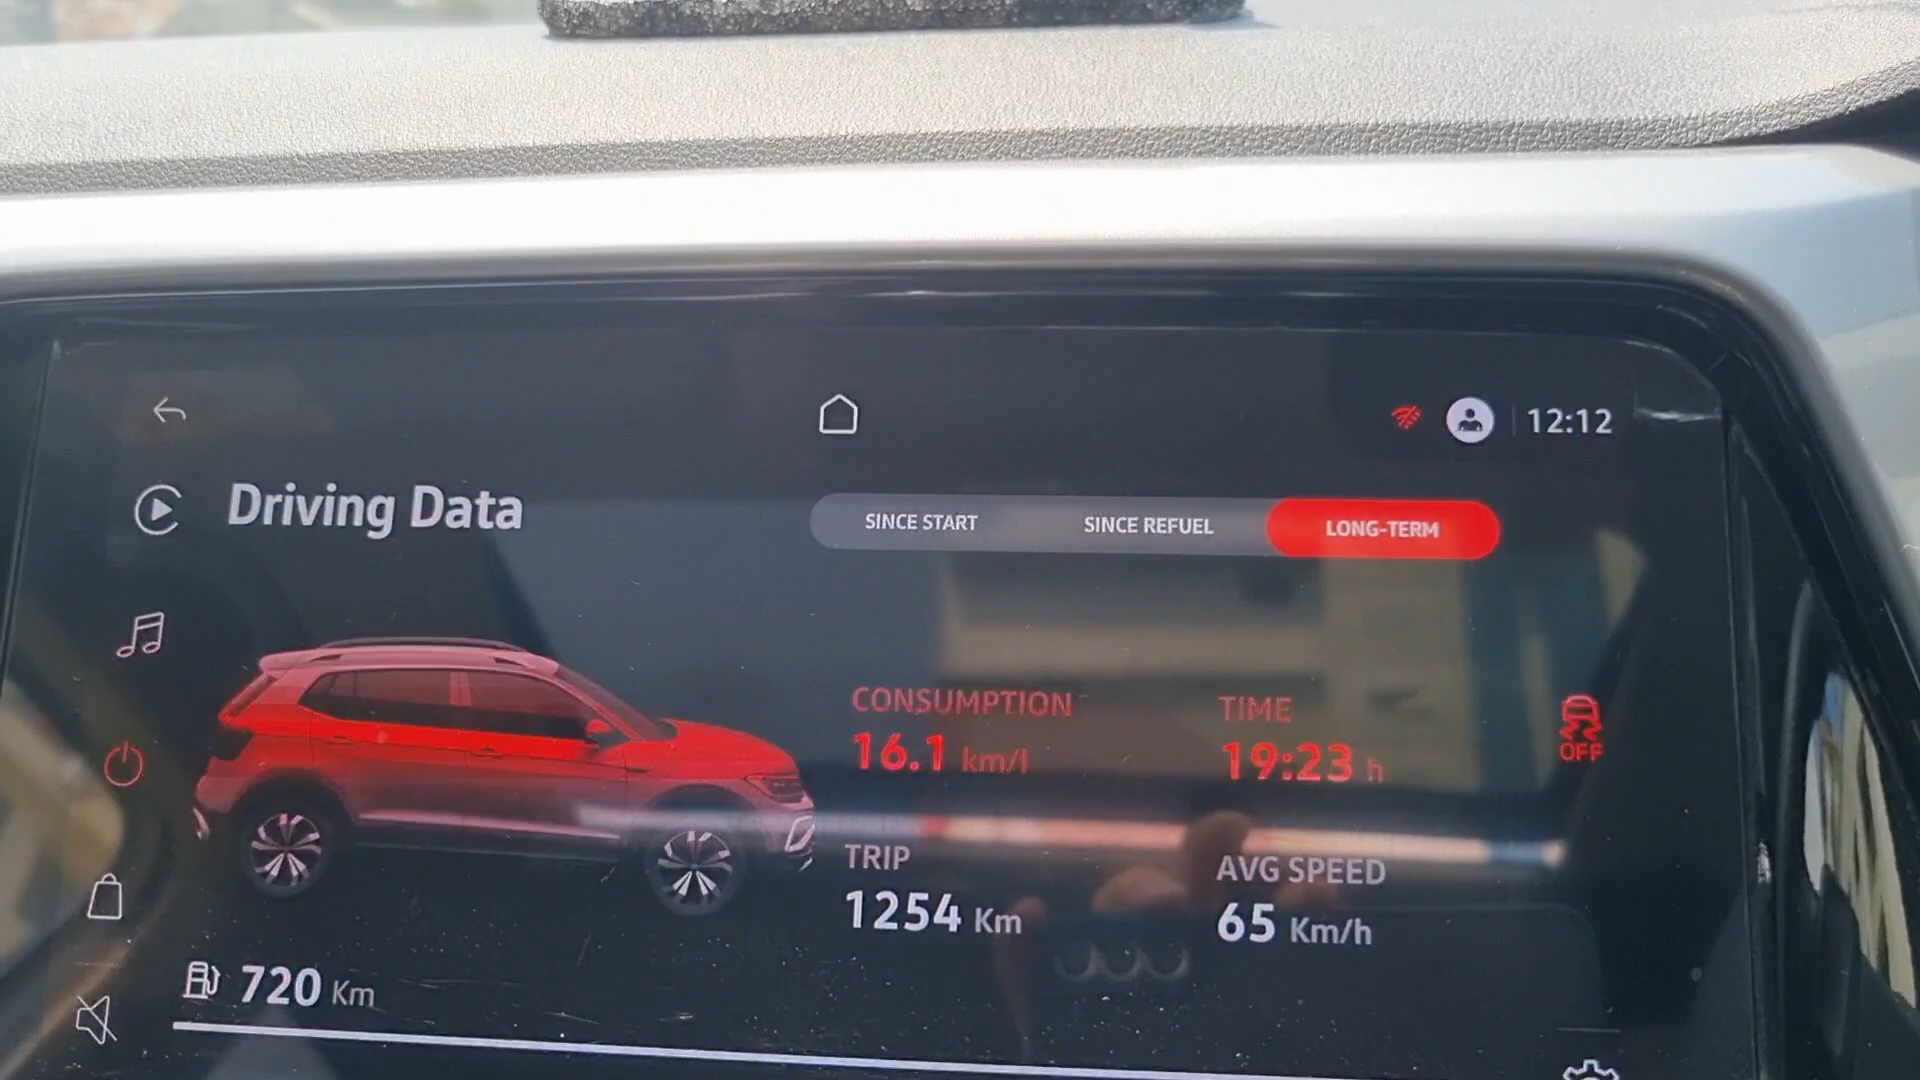 12:12
Driving Data
SINCE START SINCE REFUEL LONG-TERM
CONSUMPTION TIME
16.1 km/l 19:23 h
OFF
TRIP AVG SPEED
1254 Km 65 Km/h
720 Km